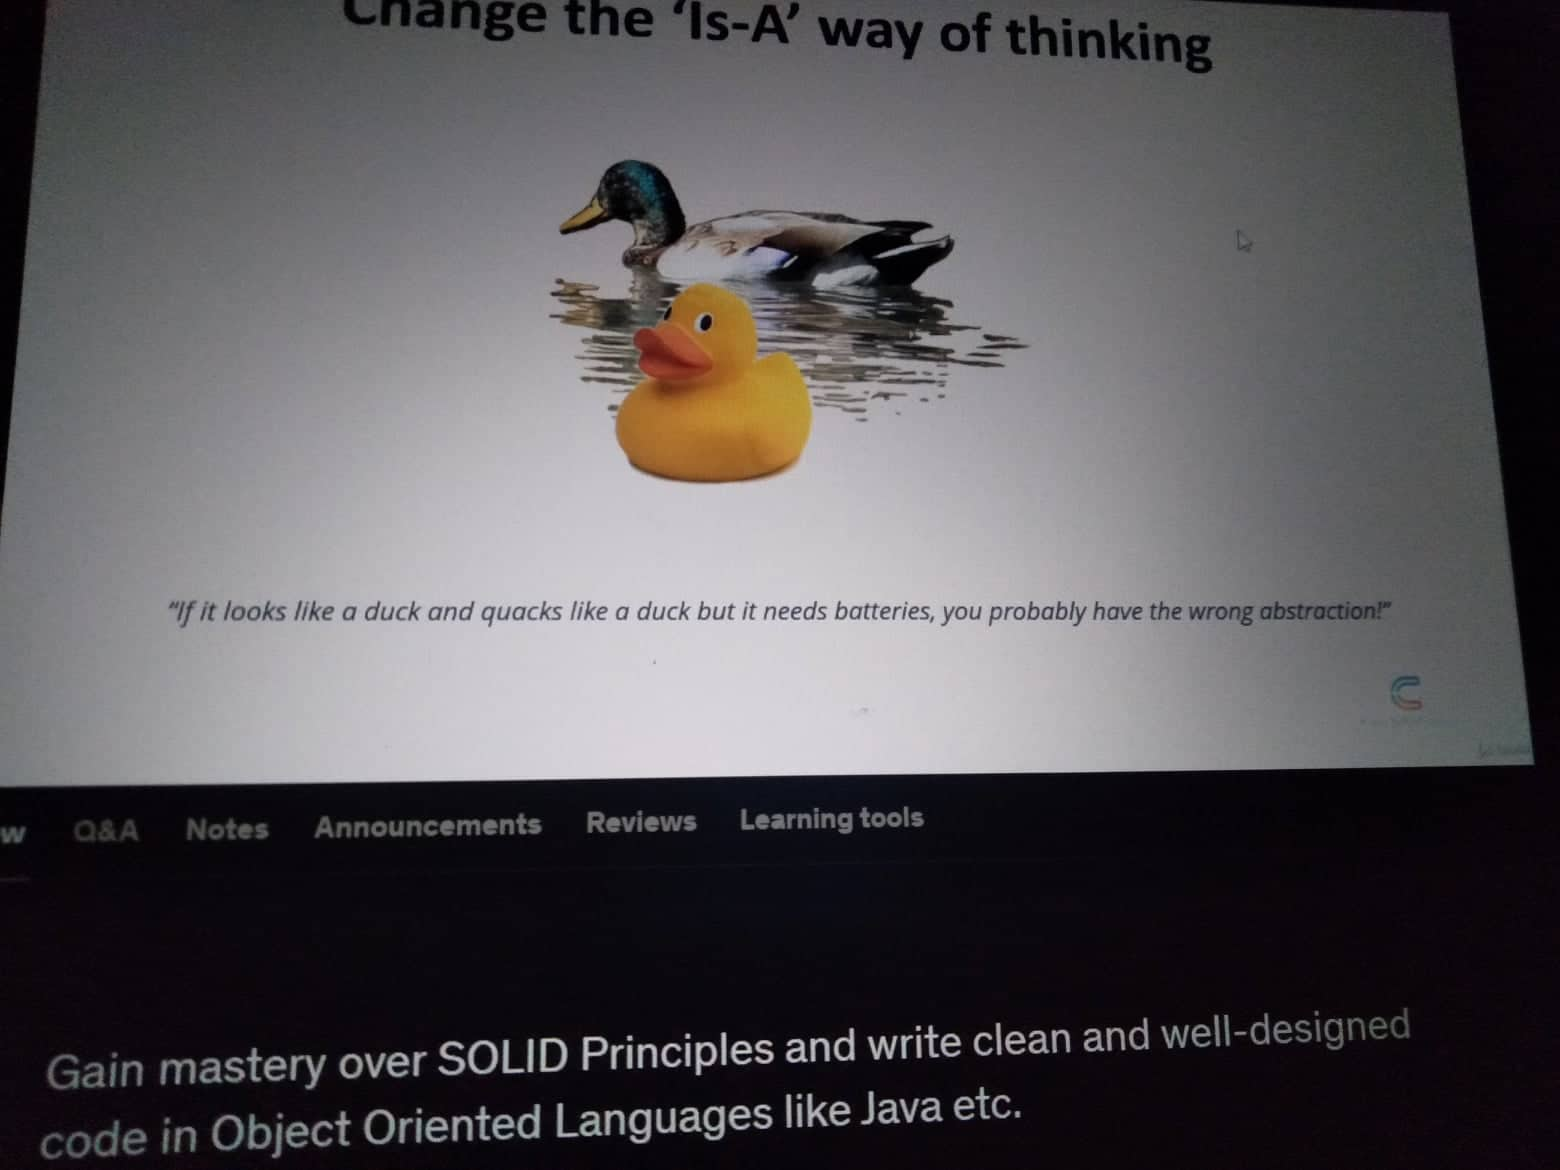 Change the ‘Is-A’ way of thinking
“If it looks like a duck and quacks like a duck but it needs batteries, you probably have the wrong abstraction!”
w Q&A Notes Announcements Reviews Learning tools
Gain mastery over SOLID Principles and write clean and well-designed
code in Object Oriented Languages like Java etc.